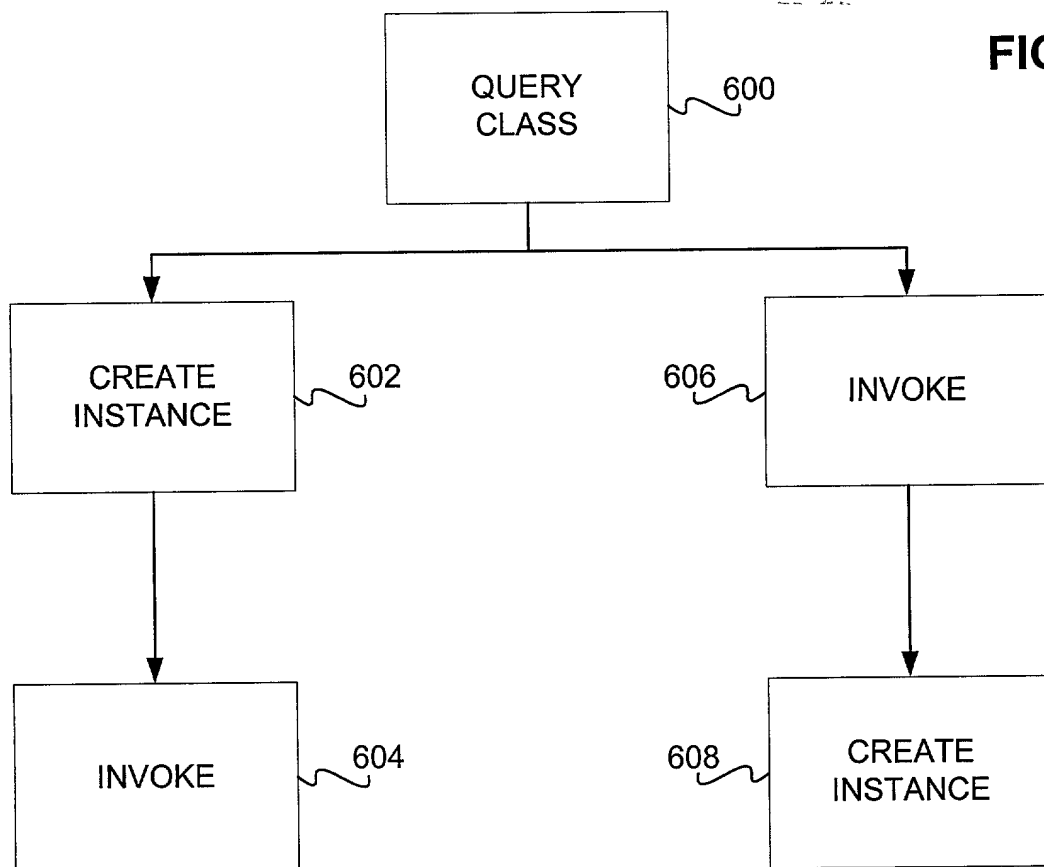 QUERY
CLASS
600
CREATE
INSTANCE
602
606
INVOKE
INVOKE
604
608
CREATE
INSTANCE